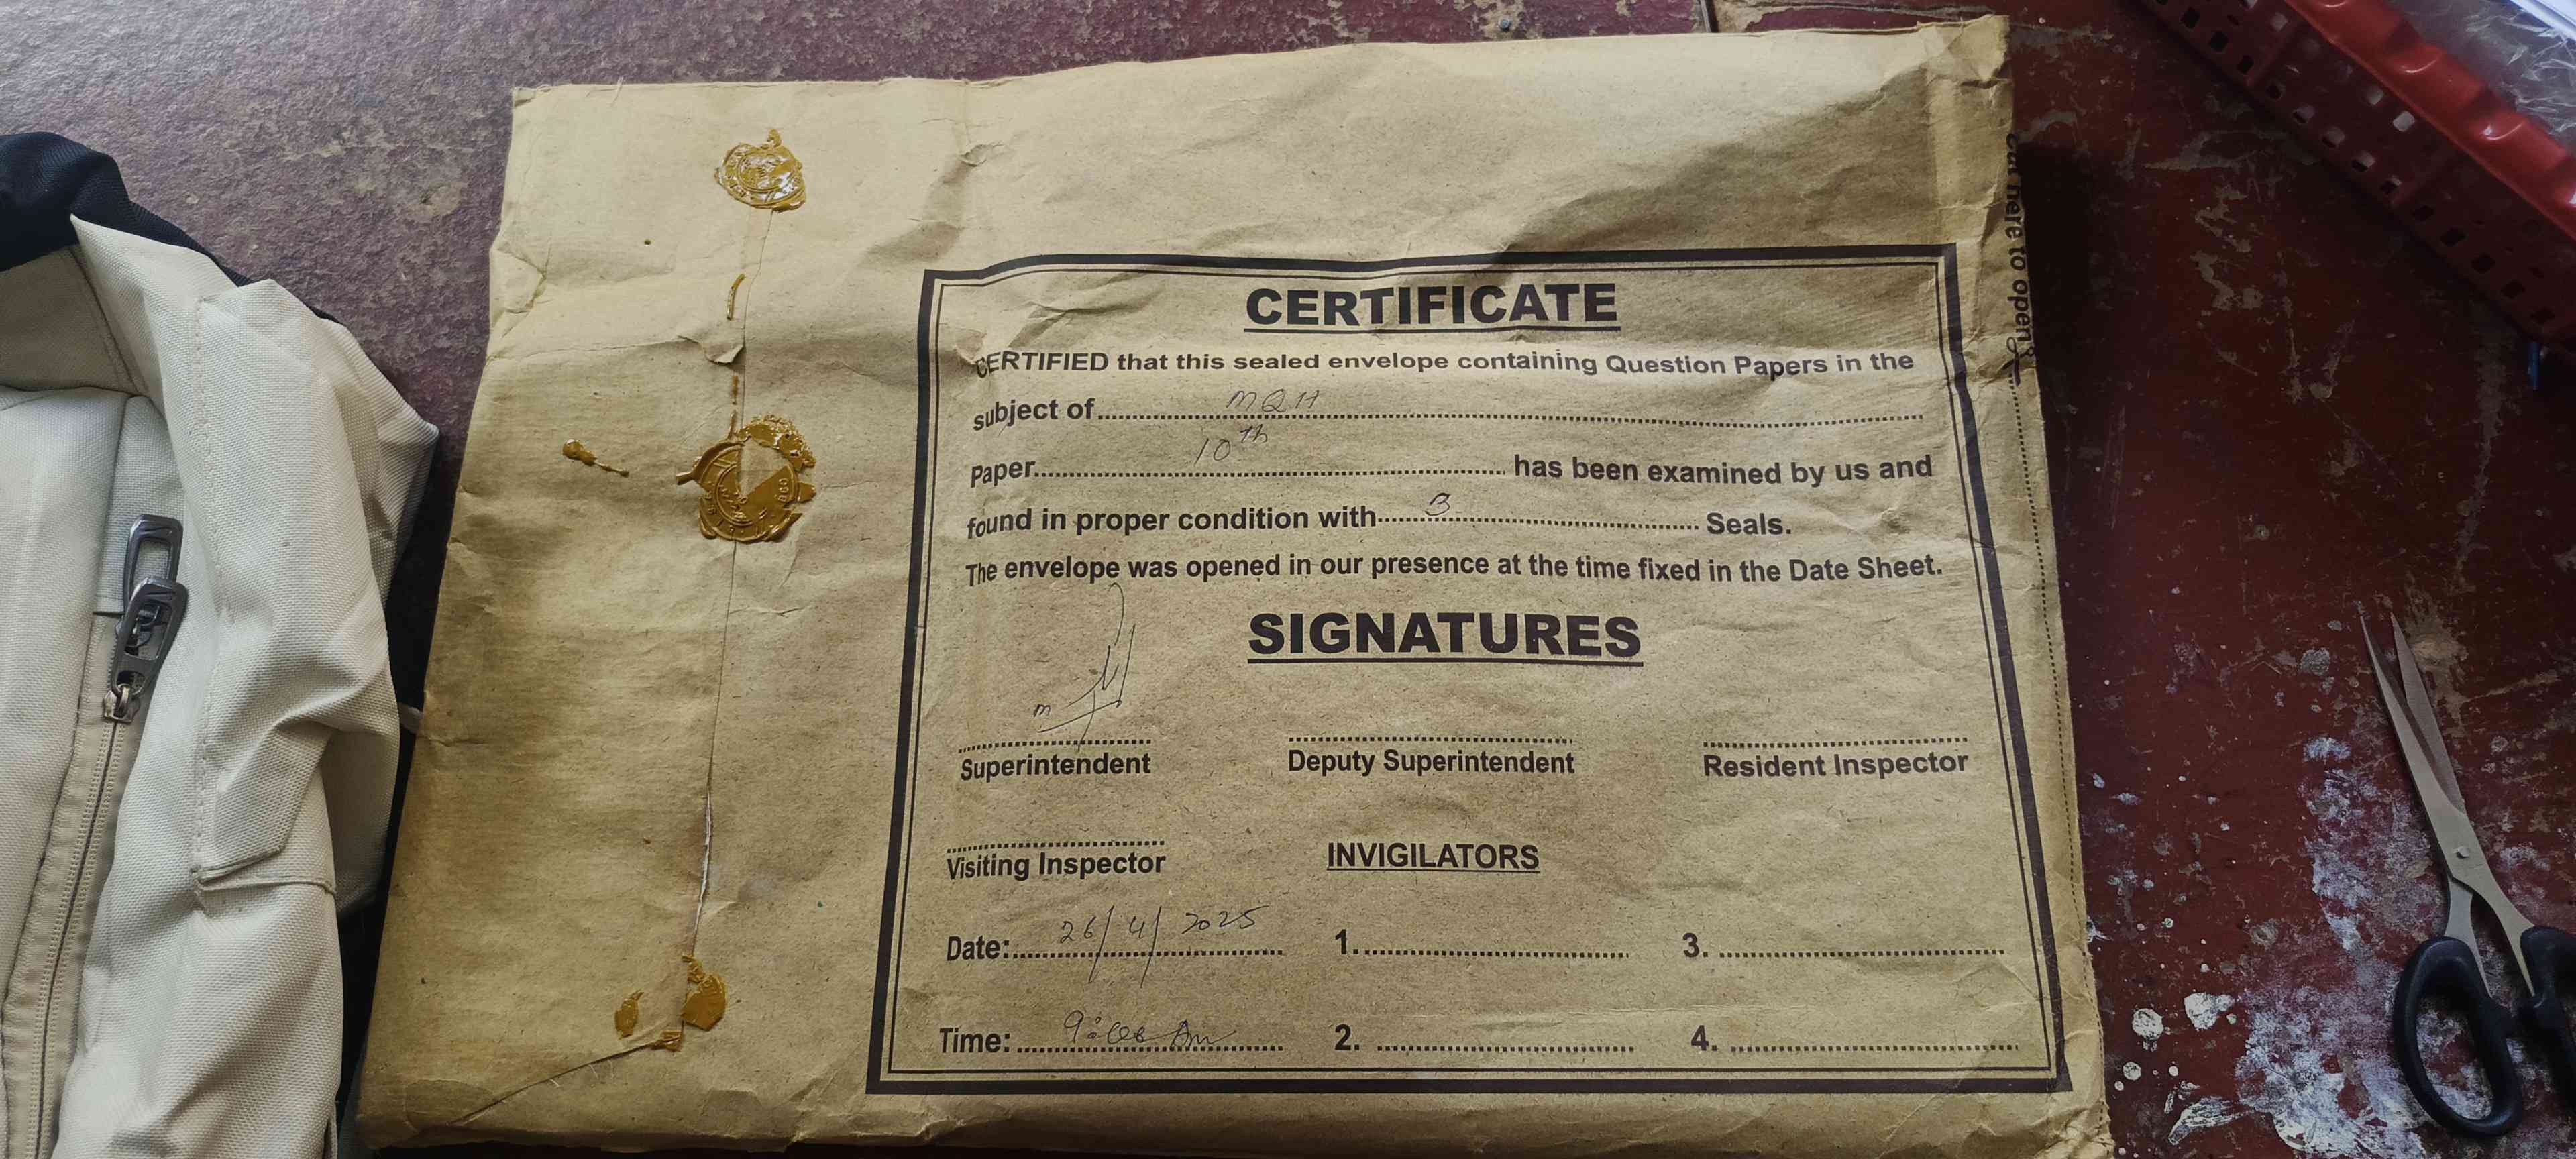 CERTIFICATE
CERTIFIED that this sealed envelope containing Question Papers in the
subject of MQH
Paper 10th has been examined by us and
found in proper condition with 3 Seals.
The envelope was opened in our presence at the time fixed in the Date Sheet.
SIGNATURES
Superintendent Deputy Superintendent Resident Inspector
Visiting Inspector INVIGILATORS
Date: 26/4/2025 1. 3.
Time: 2. 4.
Cut here to open